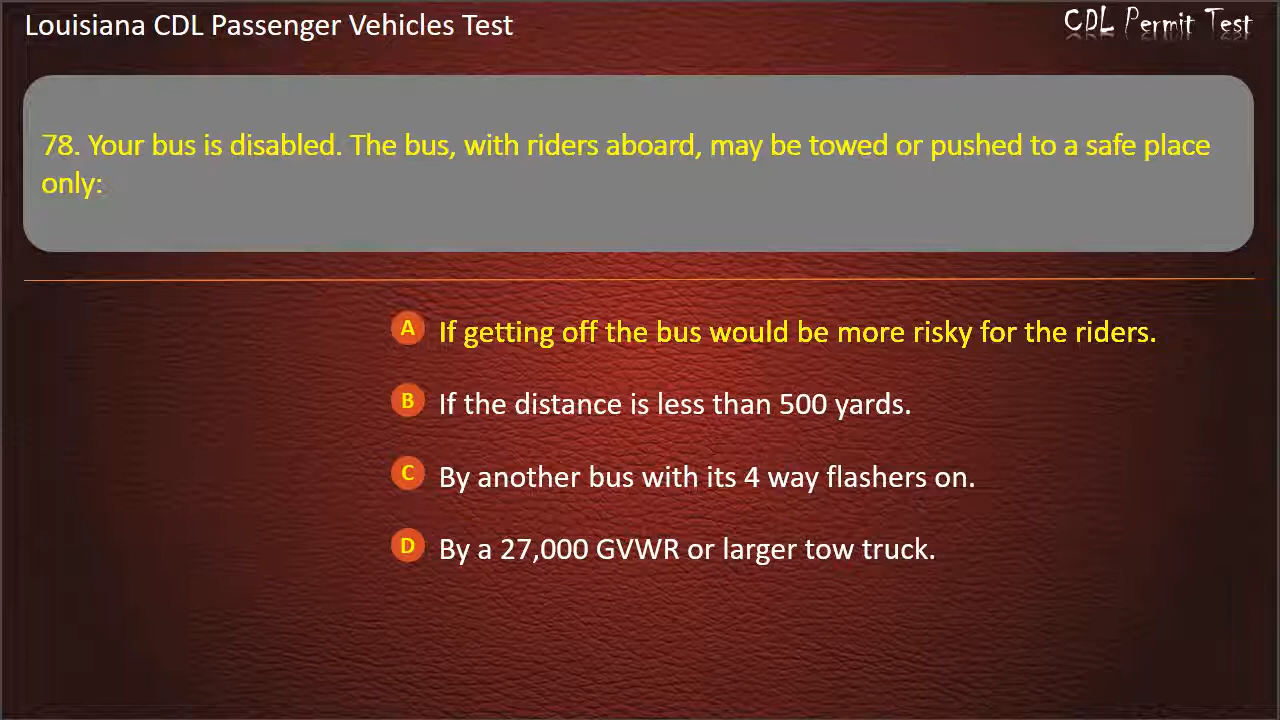 Louisiana CDL Passenger Vehicles Test
CDL Permit Test
78. Your bus is disabled. The bus, with riders aboard, may be towed or pushed to a safe place
only:
A If getting off the bus would be more risky for the riders.
B If the distance is less than 500 yards.
C By another bus with its 4 way flashers on.
D By a 27,000 GVWR or larger tow truck.